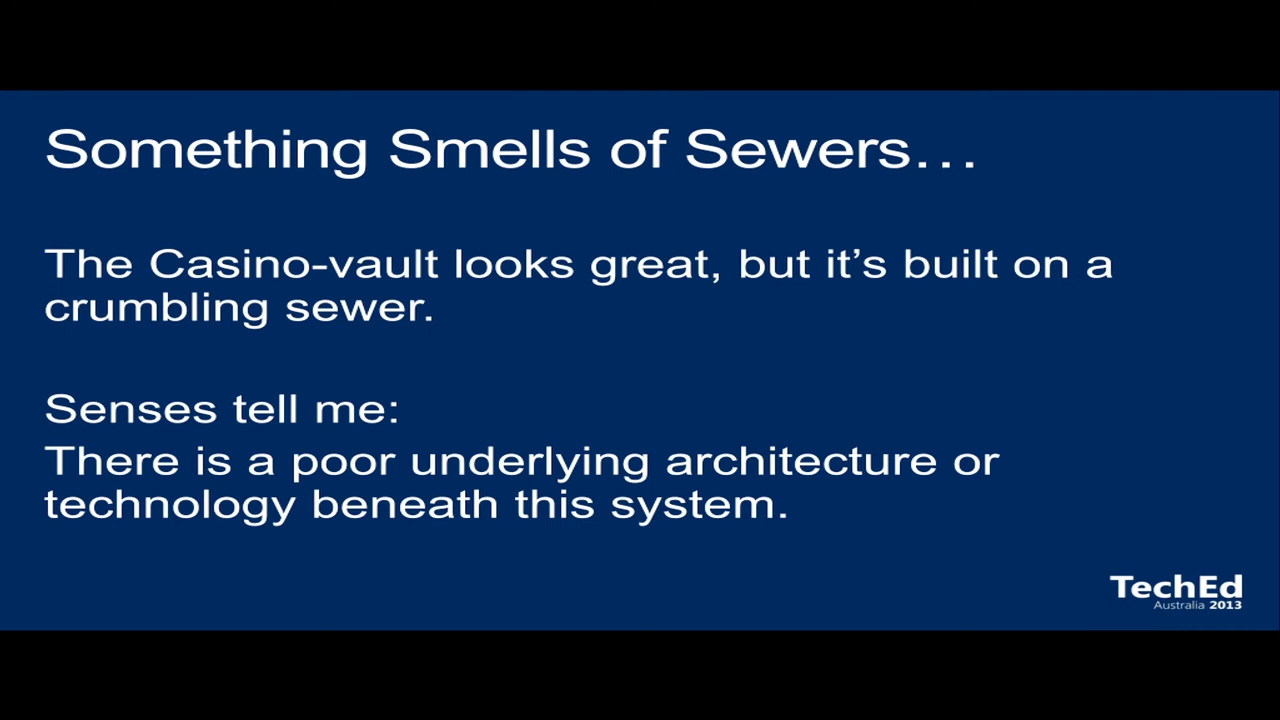 Something Smells of Sewers…
The Casino-vault looks great, but it’s built on a
crumbling sewer.
Senses tell me:
There is a poor underlying architecture or
technology beneath this system.
TechEd
Australia 2013